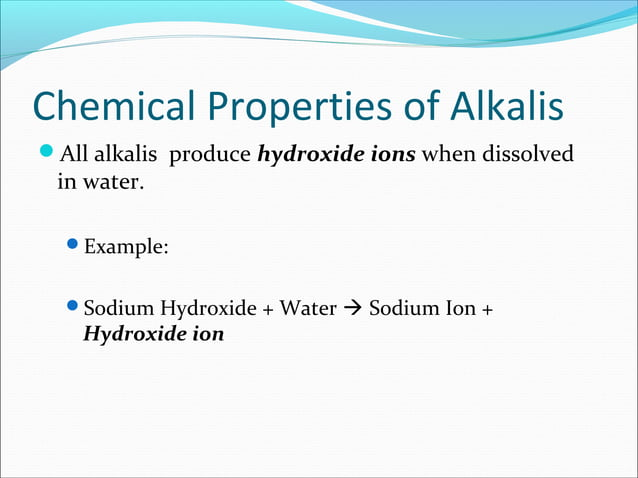 Chemical Properties of Alkalis
All alkalis produce hydroxide ions when dissolved
in water.
Example:
Sodium Hydroxide + Water → Sodium Ion +
Hydroxide ion